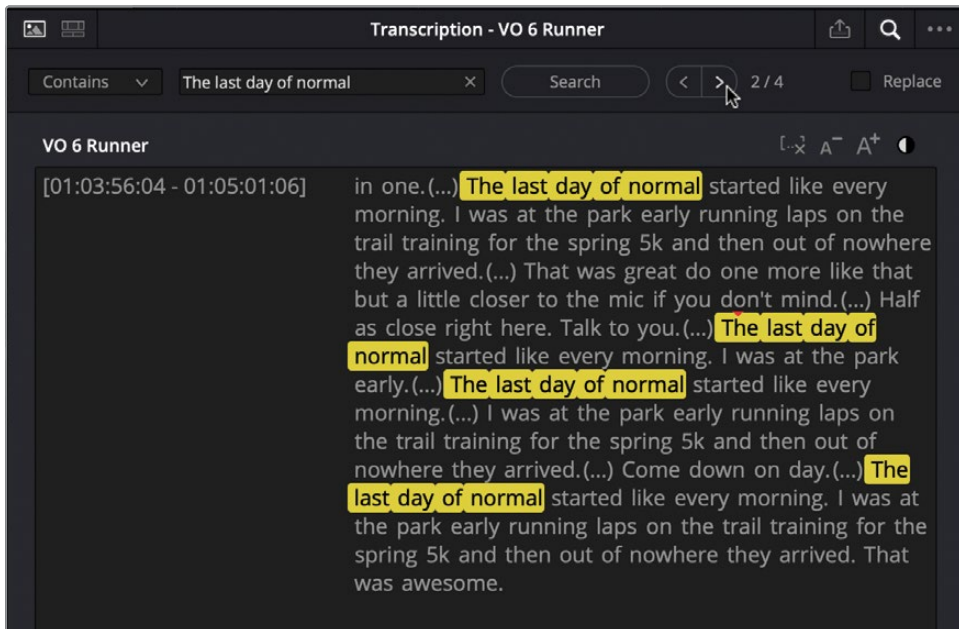 Transcription - VO 6 Runner
Contains The last day of normal × Search < > 2 / 4 Replace
VO 6 Runner A⁻ A⁺
[01:03:56:04 - 01:05:01:06] in one.(...) The last day of normal started like every
morning. I was at the park early running laps on the
trail training for the spring 5k and then out of nowhere
they arrived.(...) That was great do one more like that
but a little closer to the mic if you don't mind.(...) Half
as close right here. Talk to you.(...) The last day of
normal started like every morning. I was at the park
early.(...) The last day of normal started like every
morning.(...) I was at the park early running laps on
the trail training for the spring 5k and then out of
nowhere they arrived.(...) Come down on day.(...) The
last day of normal started like every morning. I was at
the park early running laps on the trail training for the
spring 5k and then out of nowhere they arrived. That
was awesome.